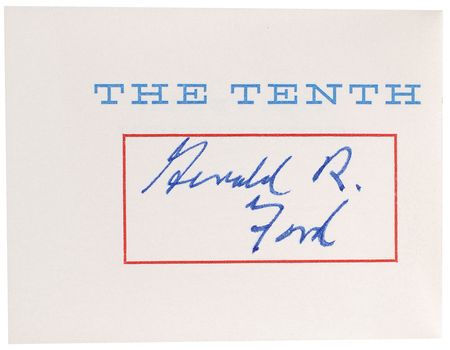 THE TENTH
Gerald R.
Ford